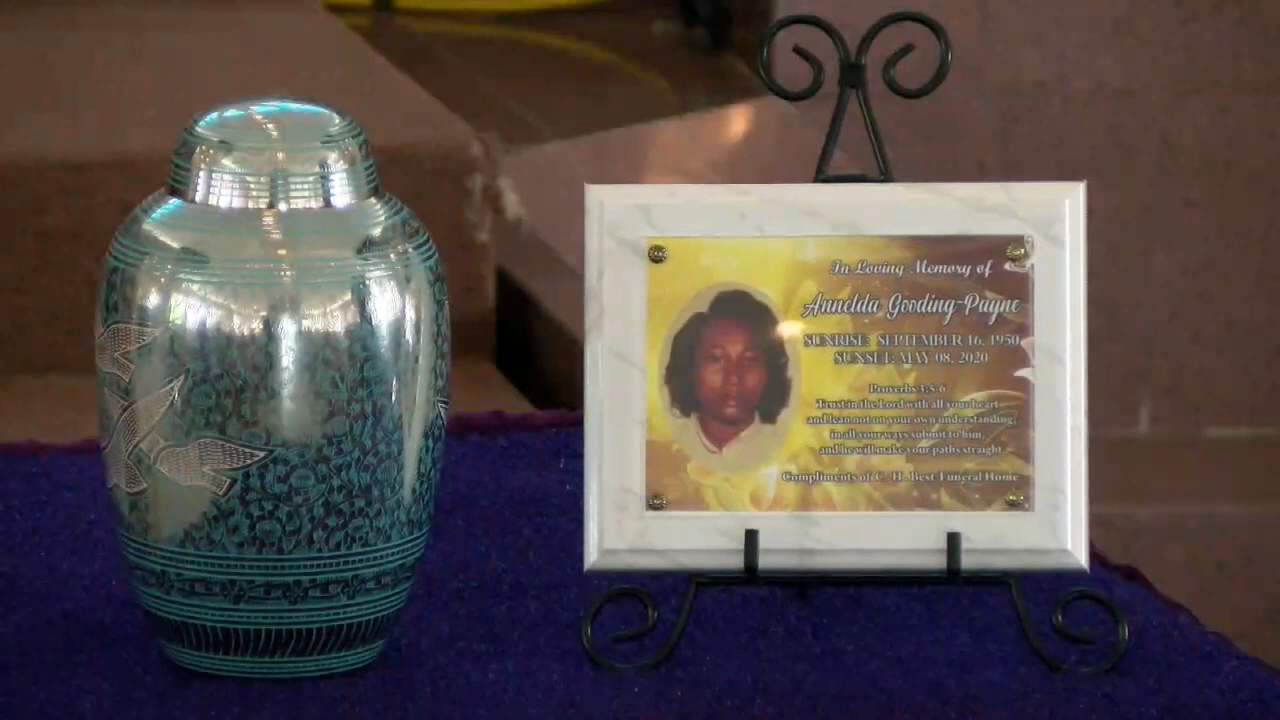 In Loving Memory of
Annelda Gooding-Payne
SUNRISE: SEPTEMBER 16, 1950
SUNSET: MAY 08, 2020
Proverbs 3:5-6
Trust in the Lord with all your heart
and lean not on your own understanding;
in all your ways submit to him,
and he will make your paths straight.
Compliments of C. H. Best Funeral Home